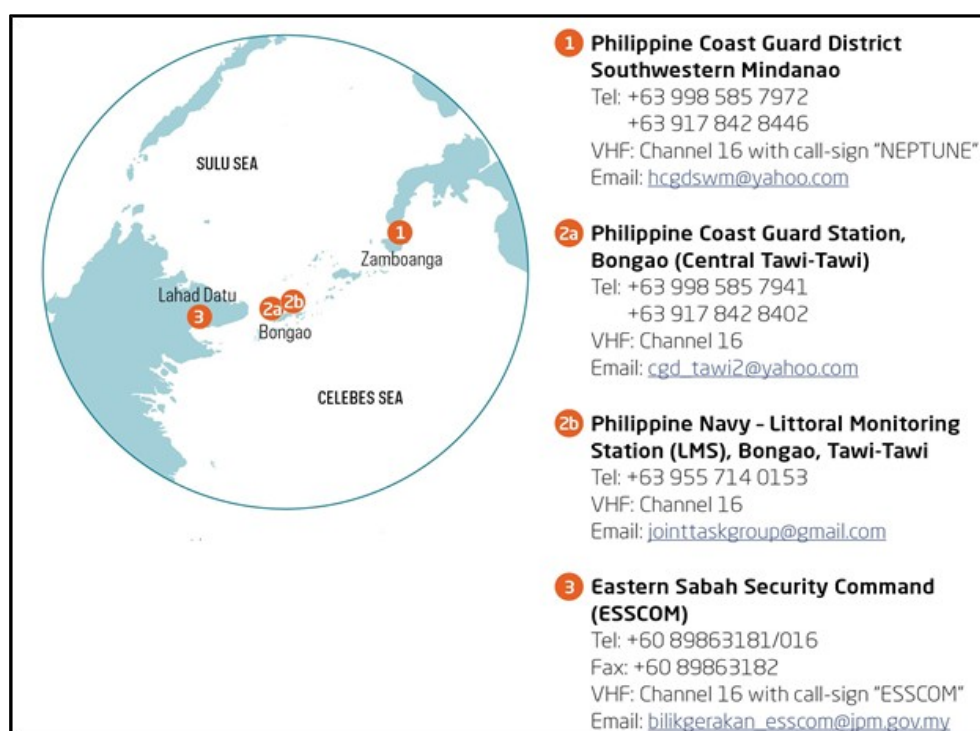 SULU SEA
1
Zamboanga
Lahad Datu
3
2a
2b
Bongao
CELEBES SEA
1 Philippine Coast Guard District
Southwestern Mindanao
Tel: +63 998 585 7972
+63 917 842 8446
VHF: Channel 16 with call-sign "NEPTUNE"
Email: hcgdswm@yahoo.com
2a Philippine Coast Guard Station,
Bongao (Central Tawi-Tawi)
Tel: +63 998 585 7941
+63 917 842 8402
VHF: Channel 16
Email: cgd_tawi2@yahoo.com
2b Philippine Navy – Littoral Monitoring
Station (LMS), Bongao, Tawi-Tawi
Tel: +63 955 714 0153
VHF: Channel 16
Email: jointtaskgroup@gmail.com
3 Eastern Sabah Security Command
(ESSCOM)
Tel: +60 89863181/016
Fax: +60 89863182
VHF: Channel 16 with call-sign "ESSCOM"
Email: bilikgerakan_esscom@jpm.gov.my